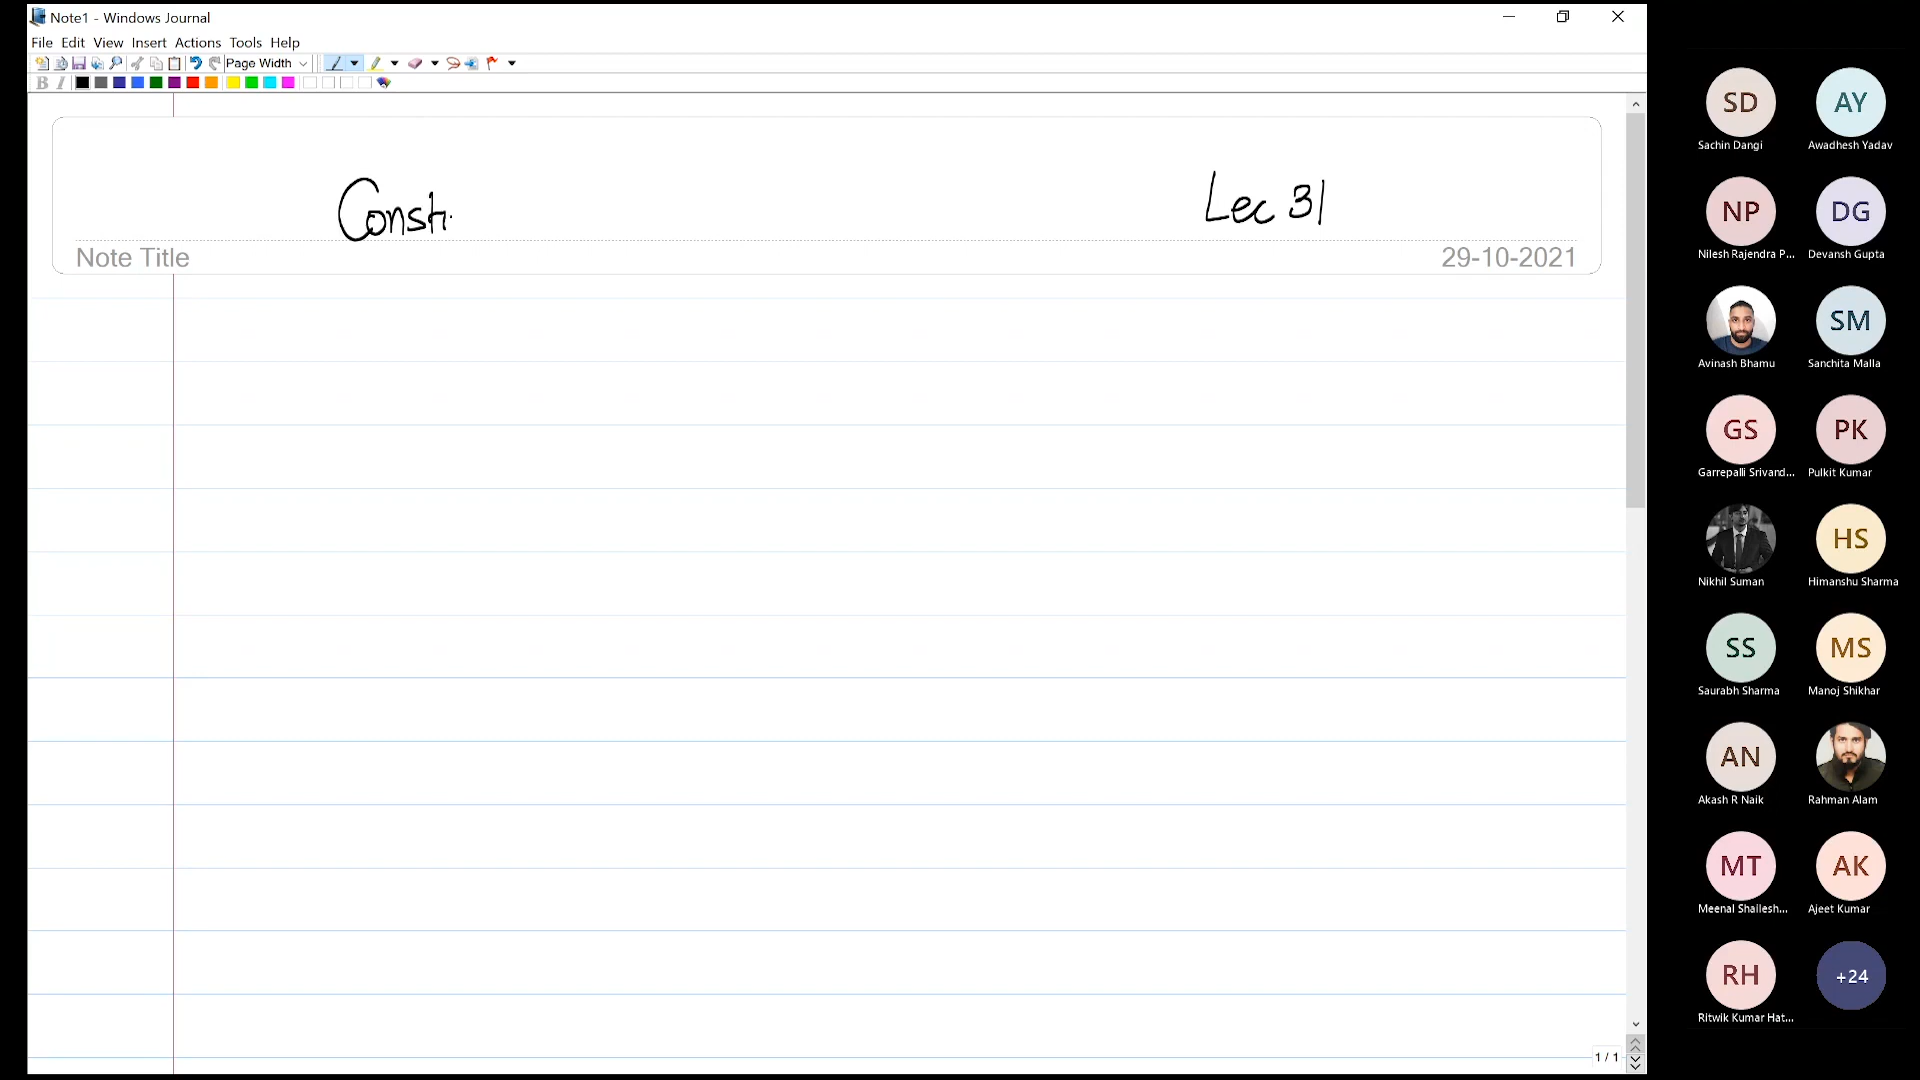 Note1 - Windows Journal
File Edit View Insert Actions Tools Help
Page Width
B I
Consti
Lec 31
Note Title
29-10-2021
1 / 1
SD
AY
Sachin Dangi
Awadhesh Yadav
NP
DG
Nilesh Rajendra P...
Devansh Gupta
SM
Avinash Bhamu
Sanchita Malla
GS
PK
Garrepalli Srivand...
Pulkit Kumar
HS
Nikhil Suman
Himanshu Sharma
SS
MS
Saurabh Sharma
Manoj Shikhar
AN
Akash R Naik
Rahman Alam
MT
AK
Meenal Shailesh...
Ajeet Kumar
RH
+24
Ritwik Kumar Hat...